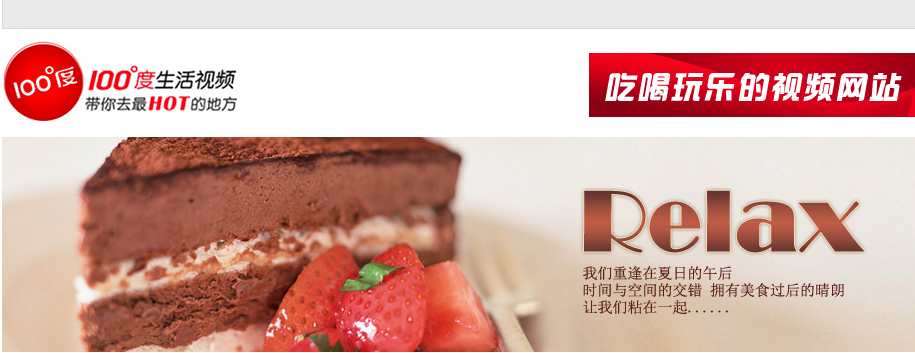 100°度
100°度生活视频
带你去最HOT的地方
吃喝玩乐的视频网站
Relax
我们重逢在夏日的午后
时间与空间的交错 拥有美食过后的晴朗
让我们粘在一起......